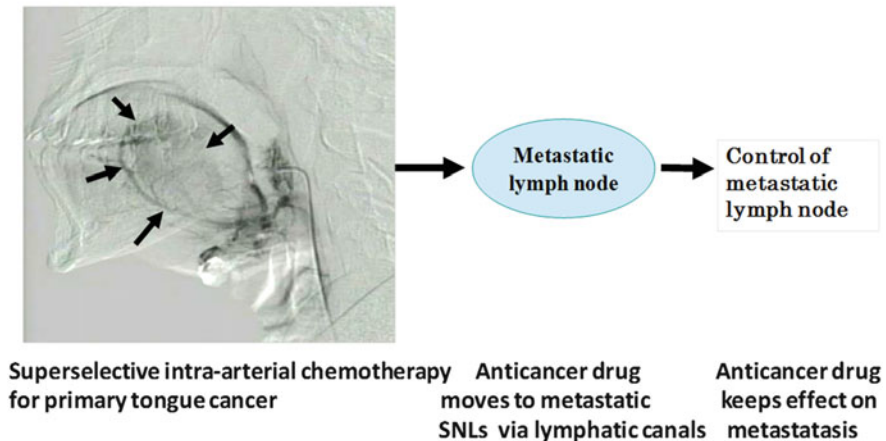 Metastatic
lymph node
Control of
metastatic
lymph node
Superselective intra-arterial chemotherapy
for primary tongue cancer
Anticancer drug
moves to metastatic
SNLs via lymphatic canals
Anticancer drug
keeps effect on
metastatasis